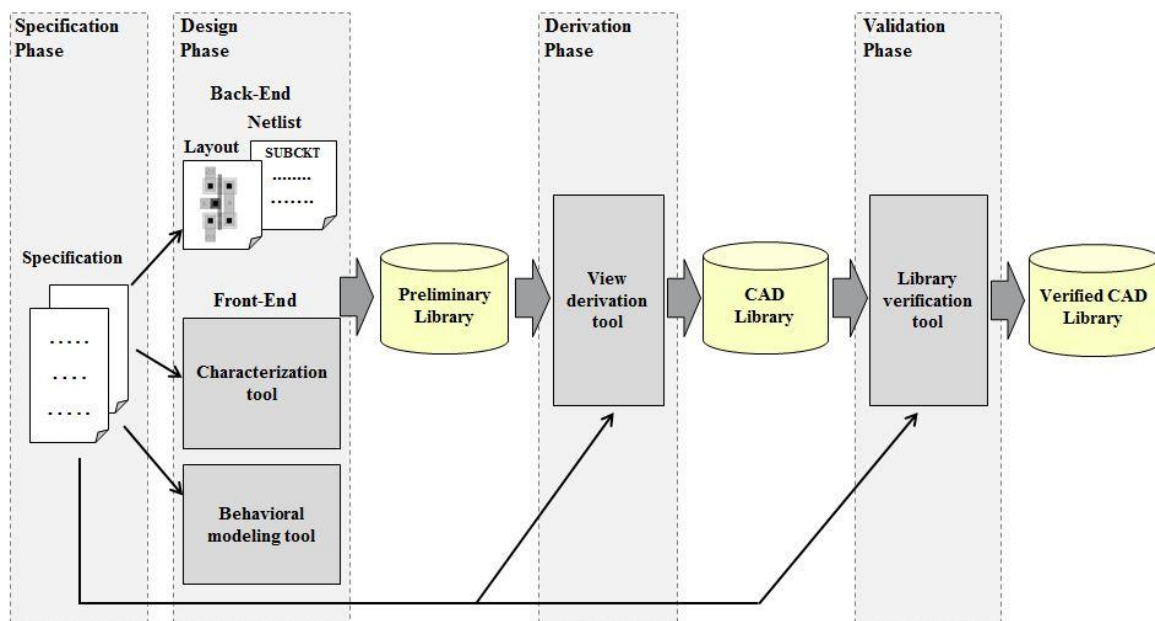 Specification
Phase
Design
Phase
Derivation
Phase
Validation
Phase
Back-End
Netlist
Layout
SUBCKT
........
.......
Specification
.....
....
.....
Front-End
Characterization
tool
Behavioral
modeling tool
Preliminary
Library
View
derivation
tool
CAD
Library
Library
verification
tool
Verified CAD
Library